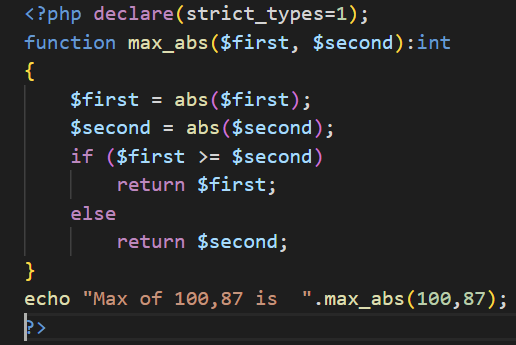 <?php declare(strict_types=1);
function max_abs($first, $second):int
{
    $first = abs($first);
    $second = abs($second);
    if ($first >= $second)
        return $first;
    else
        return $second;
}
echo "Max of 100,87 is  ".max_abs(100,87);
?>